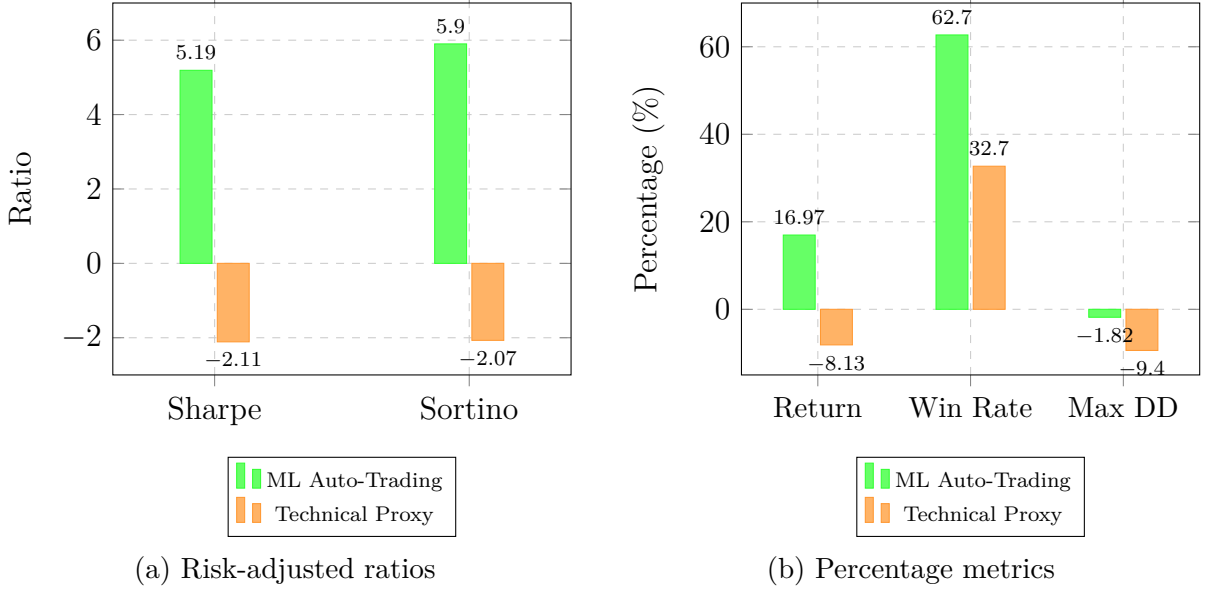 Ratio
6
4
2
0
−2
5.19
5.9
−2.11
−2.07
Sharpe Sortino
ML Auto-Trading
Technical Proxy
(a) Risk-adjusted ratios
Percentage (%)
60
40
20
0
62.7
32.7
16.97
−8.13
−1.82
−9.4
Return Win Rate Max DD
ML Auto-Trading
Technical Proxy
(b) Percentage metrics